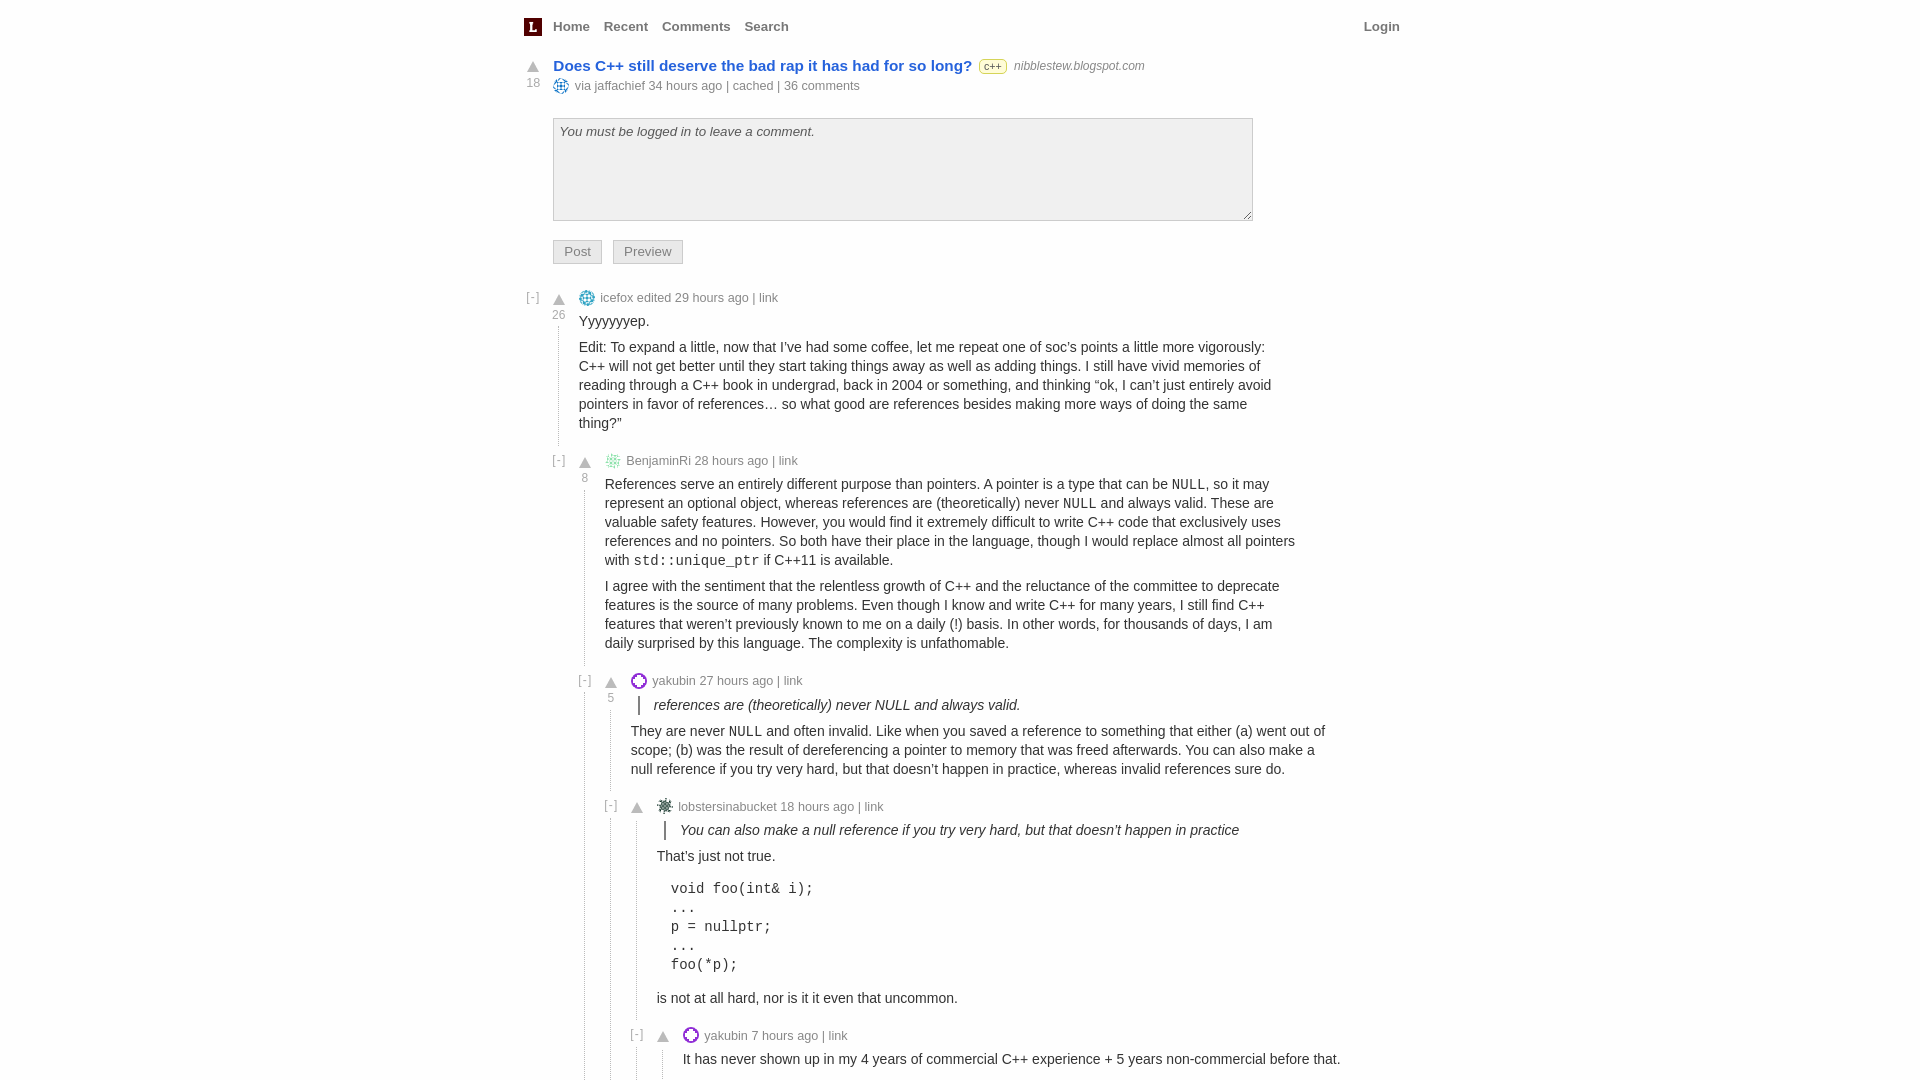 L Home Recent Comments Search Login
Does C++ still deserve the bad rap it has had for so long? c++ nibblestew.blogspot.com
18
via jaffachief 34 hours ago | cached | 36 comments
You must be logged in to leave a comment.
Post Preview
[-] icefox edited 29 hours ago | link
26
Yyyyyyyep.
Edit: To expand a little, now that I’ve had some coffee, let me repeat one of soc’s points a little more vigorously:
C++ will not get better until they start taking things away as well as adding things. I still have vivid memories of
reading through a C++ book in undergrad, back in 2004 or something, and thinking “ok, I can’t just entirely avoid
pointers in favor of references… so what good are references besides making more ways of doing the same
thing?”
[-] BenjaminRi 28 hours ago | link
8
References serve an entirely different purpose than pointers. A pointer is a type that can be NULL, so it may
represent an optional object, whereas references are (theoretically) never NULL and always valid. These are
valuable safety features. However, you would find it extremely difficult to write C++ code that exclusively uses
references and no pointers. So both have their place in the language, though I would replace almost all pointers
with std::unique_ptr if C++11 is available.
I agree with the sentiment that the relentless growth of C++ and the reluctance of the committee to deprecate
features is the source of many problems. Even though I know and write C++ for many years, I still find C++
features that weren’t previously known to me on a daily (!) basis. In other words, for thousands of days, I am
daily surprised by this language. The complexity is unfathomable.
[-] yakubin 27 hours ago | link
5
references are (theoretically) never NULL and always valid.
They are never NULL and often invalid. Like when you saved a reference to something that either (a) went out of
scope; (b) was the result of dereferencing a pointer to memory that was freed afterwards. You can also make a
null reference if you try very hard, but that doesn’t happen in practice, whereas invalid references sure do.
[-] lobstersinabucket 18 hours ago | link
You can also make a null reference if you try very hard, but that doesn’t happen in practice
That’s just not true.
void foo(int& i);
...
p = nullptr;
...
foo(*p);
is not at all hard, nor is it it even that uncommon.
[-] yakubin 7 hours ago | link
It has never shown up in my 4 years of commercial C++ experience + 5 years non-commercial before that.